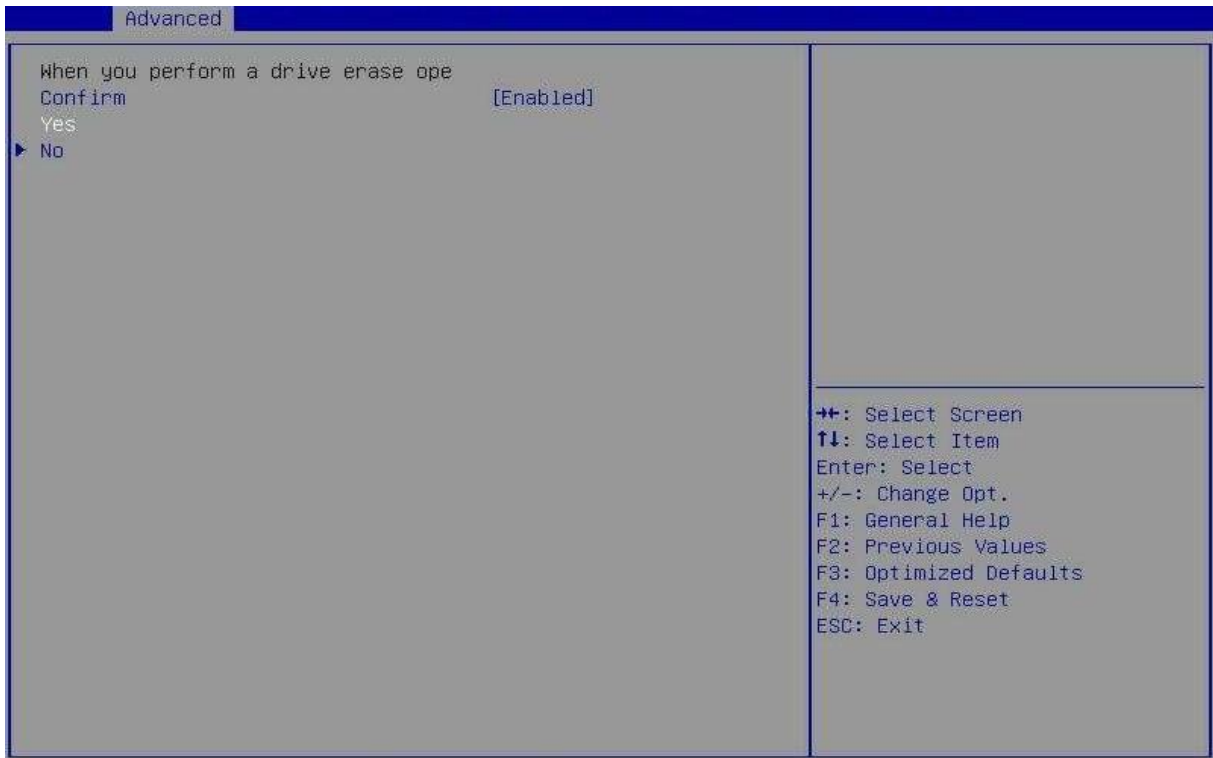 Advanced
When you perform a drive erase ope
Confirm [Enabled]
Yes
No
→←: Select Screen
↑↓: Select Item
Enter: Select
+/-: Change Opt.
F1: General Help
F2: Previous Values
F3: Optimized Defaults
F4: Save & Reset
ESC: Exit